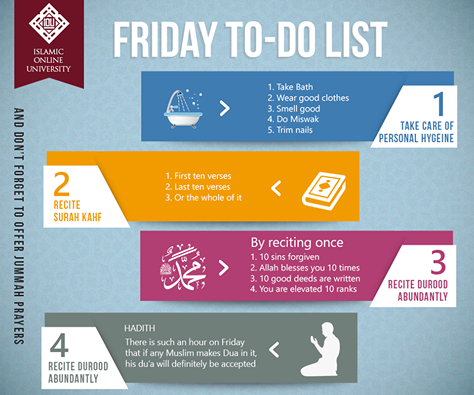 IOU
ISLAMIC
ONLINE
UNIVERSITY
FRIDAY TO-DO LIST
AND DON'T FORGET TO OFFER JUMMAH PRAYERS
1. Take Bath
2. Wear good clothes
3. Smell good
4. Do Miswak
5. Trim nails
1
TAKE CARE OF
PERSONAL HYGEINE
2
RECITE
SURAH KAHF
1. First ten verses
2. Last ten verses
3. Or the whole of it
محمد
By reciting once
1. 10 sins forgiven
2. Allah blesses you 10 times
3. 10 good deeds are written
4. You are elevated 10 ranks
3
RECITE DUROOD
ABUNDANTLY
4
RECITE DUROOD
ABUNDANTLY
HADITH
There is such an hour on Friday
that if any Muslim makes Dua in it,
his du'a will definitely be accepted